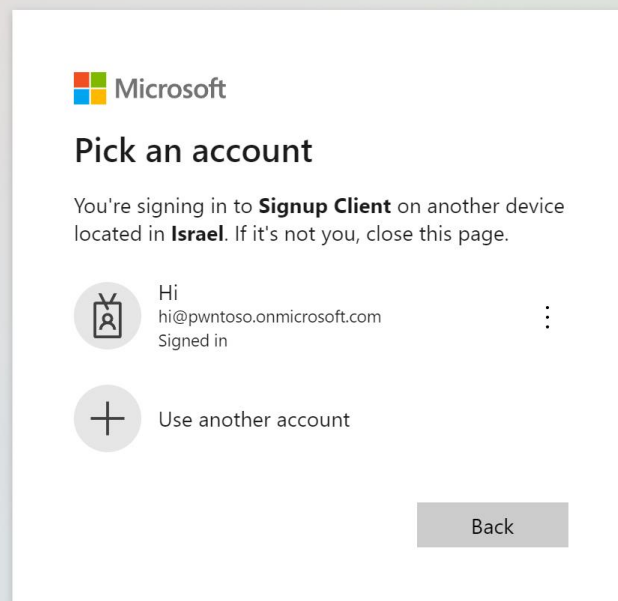 Microsoft
Pick an account
You're signing in to Signup Client on another device
located in Israel. If it's not you, close this page.
Hi
hi@pwntoso.onmicrosoft.com
Signed in
Use another account
Back